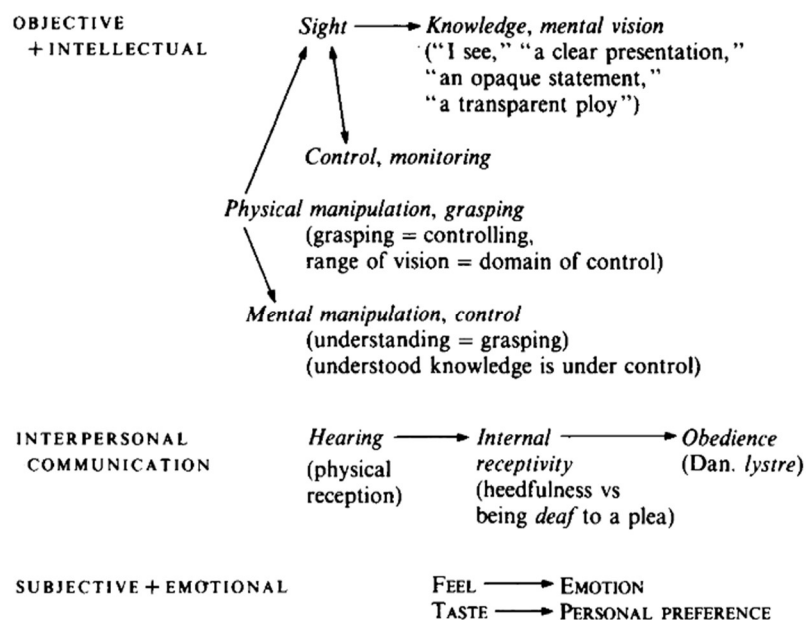 OBJECTIVE Sight Knowledge, mental vision
+ INTELLECTUAL (“I see,” “a clear presentation,”
“an opaque statement,”
“a transparent ploy”)
Control, monitoring
Physical manipulation, grasping
(grasping = controlling,
range of vision = domain of control)
Mental manipulation, control
(understanding = grasping)
(understood knowledge is under control)
INTERPERSONAL Hearing Internal Obedience
COMMUNICATION (physical receptivity (Dan. lystre)
reception) (heedfulness vs
being deaf to a plea)
SUBJECTIVE + EMOTIONAL FEEL EMOTION
TASTE PERSONAL PREFERENCE